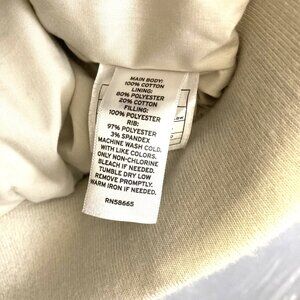 MAIN BODY:
100% COTTON
LINING:
80% POLYESTER
20% COTTON
FILLING:
100% POLYESTER
RIB:
97% POLYESTER
3% SPANDEX
MACHINE WASH COLD.
WITH LIKE COLORS.
ONLY NON-CHLORINE
BLEACH IF NEEDED.
TUMBLE DRY LOW
REMOVE PROMPTLY.
WARM IRON IF NEEDED.
RN58665